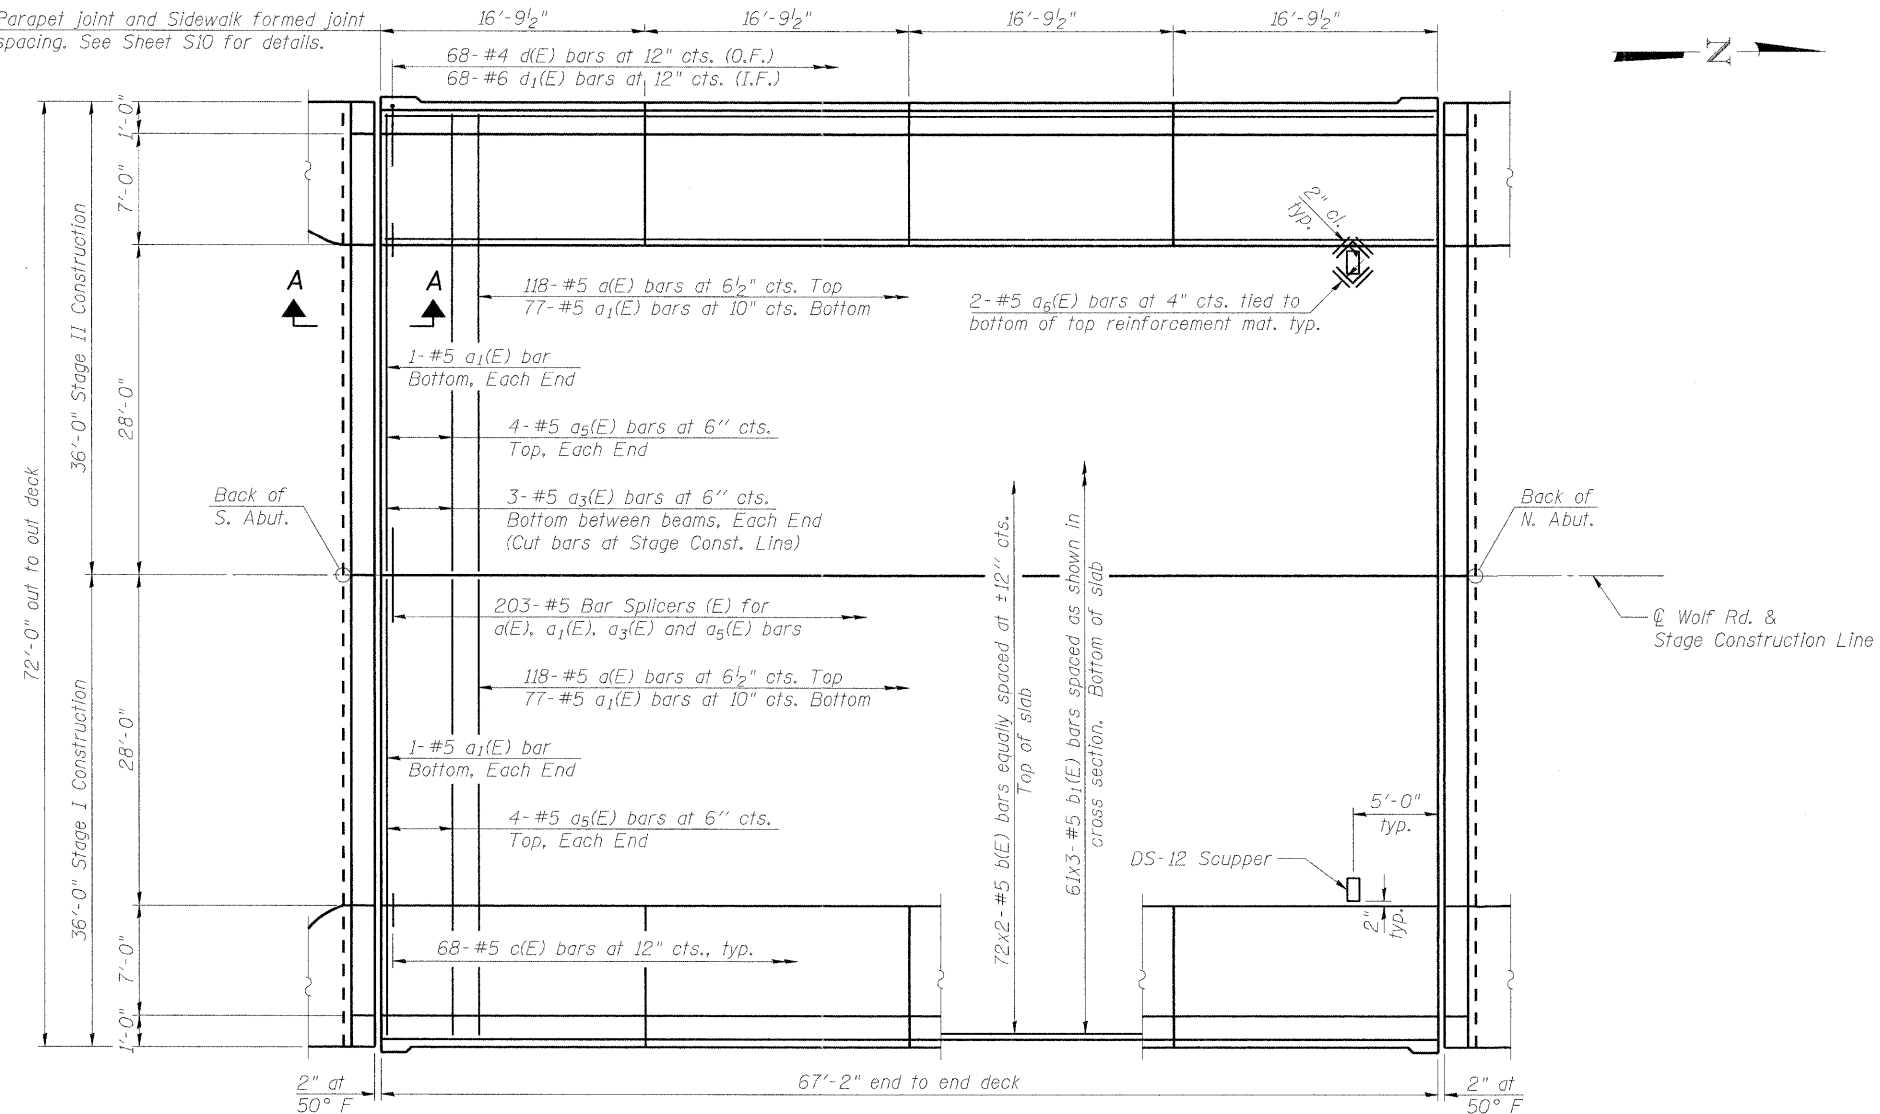 Parapet joint and Sidewalk formed joint
spacing. See Sheet S10 for details.
16'-9½"
16'-9½"
16'-9½"
16'-9½"
N
68-#4 d(E) bars at 12" cts. (O.F.)
68-#6 d₁(E) bars at 12" cts. (I.F.)
1'-0"
7'-0"
28'-0"
36'-0" Stage II Construction
72'-0" out to out deck
36'-0" Stage I Construction
28'-0"
7'-0"
1'-0"
2" cl.
typ.
A
A
118-#5 a(E) bars at 6½" cts. Top
77-#5 a₁(E) bars at 10" cts. Bottom
2-#5 a₆(E) bars at 4" cts. tied to
bottom of top reinforcement mat. typ.
1-#5 a₁(E) bar
Bottom, Each End
4-#5 a₅(E) bars at 6" cts.
Top, Each End
3-#5 a₃(E) bars at 6" cts.
Bottom between beams, Each End
(Cut bars at Stage Const. Line)
Back of
S. Abut.
Back of
N. Abut.
203-#5 Bar Splicers (E) for
a(E), a₁(E), a₃(E) and a₅(E) bars
℄ Wolf Rd. &
Stage Construction Line
118-#5 a(E) bars at 6½" cts. Top
77-#5 a₁(E) bars at 10" cts. Bottom
1-#5 a₁(E) bar
Bottom, Each End
4-#5 a₅(E) bars at 6" cts.
Top, Each End
72x2-#5 b(E) bars equally spaced at ±12" cts.
Top of slab
61x3-#5 b₁(E) bars spaced as shown in
cross section. Bottom of slab
5'-0"
typ.
DS-12 Scupper
2"
typ.
68-#5 c(E) bars at 12" cts., typ.
2" at
50° F
67'-2" end to end deck
2" at
50° F